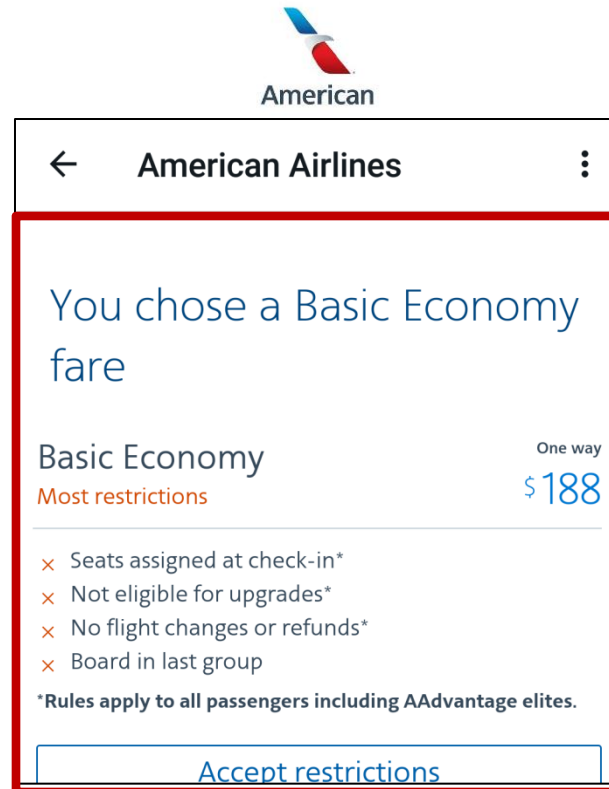 American
American Airlines
You chose a Basic Economy
fare
Basic Economy
One way
Most restrictions
$188
× Seats assigned at check-in*
× Not eligible for upgrades*
× No flight changes or refunds*
× Board in last group
*Rules apply to all passengers including AAdvantage elites.
Accept restrictions